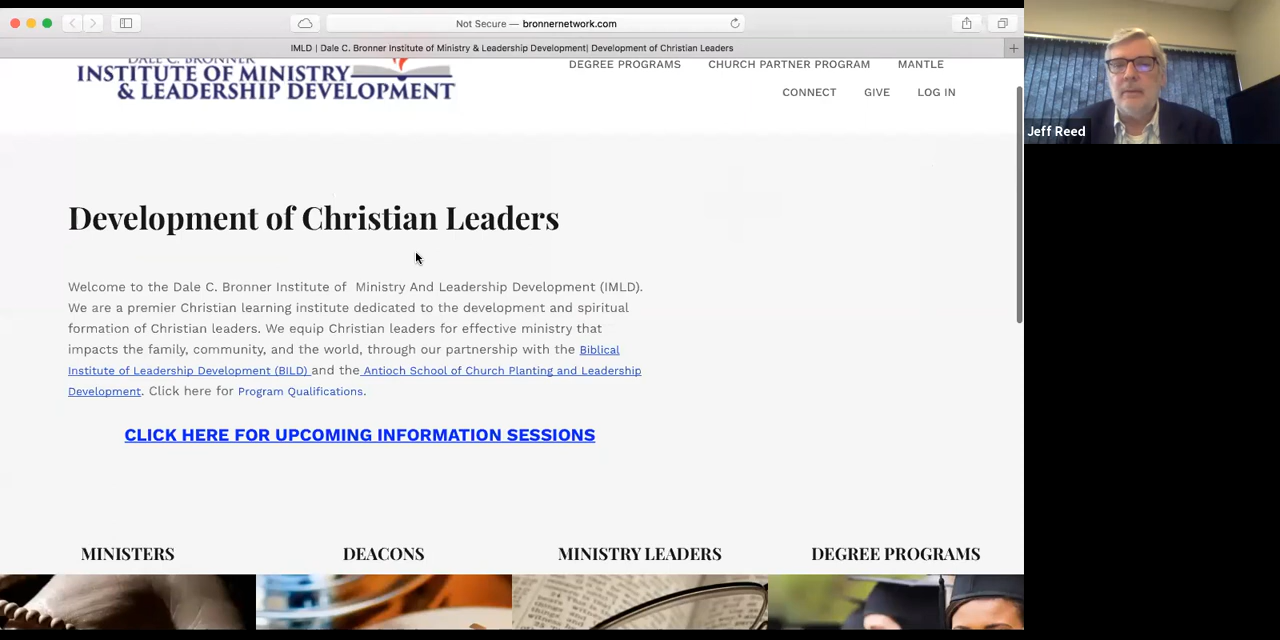 Not Secure — bronnernetwork.com
IMLD | Dale C. Bronner Institute of Ministry & Leadership Development| Development of Christian Leaders
DALE C. BRONNER
INSTITUTE OF MINISTRY
& LEADERSHIP DEVELOPMENT
DEGREE PROGRAMS CHURCH PARTNER PROGRAM MANTLE
CONNECT GIVE LOG IN
Jeff Reed
Development of Christian Leaders
Welcome to the Dale C. Bronner Institute of Ministry And Leadership Development (IMLD).
We are a premier Christian learning institute dedicated to the development and spiritual
formation of Christian leaders. We equip Christian leaders for effective ministry that
impacts the family, community, and the world, through our partnership with the Biblical
Institute of Leadership Development (BILD) and the Antioch School of Church Planting and Leadership
Development. Click here for Program Qualifications.
CLICK HERE FOR UPCOMING INFORMATION SESSIONS
MINISTERS DEACONS MINISTRY LEADERS DEGREE PROGRAMS